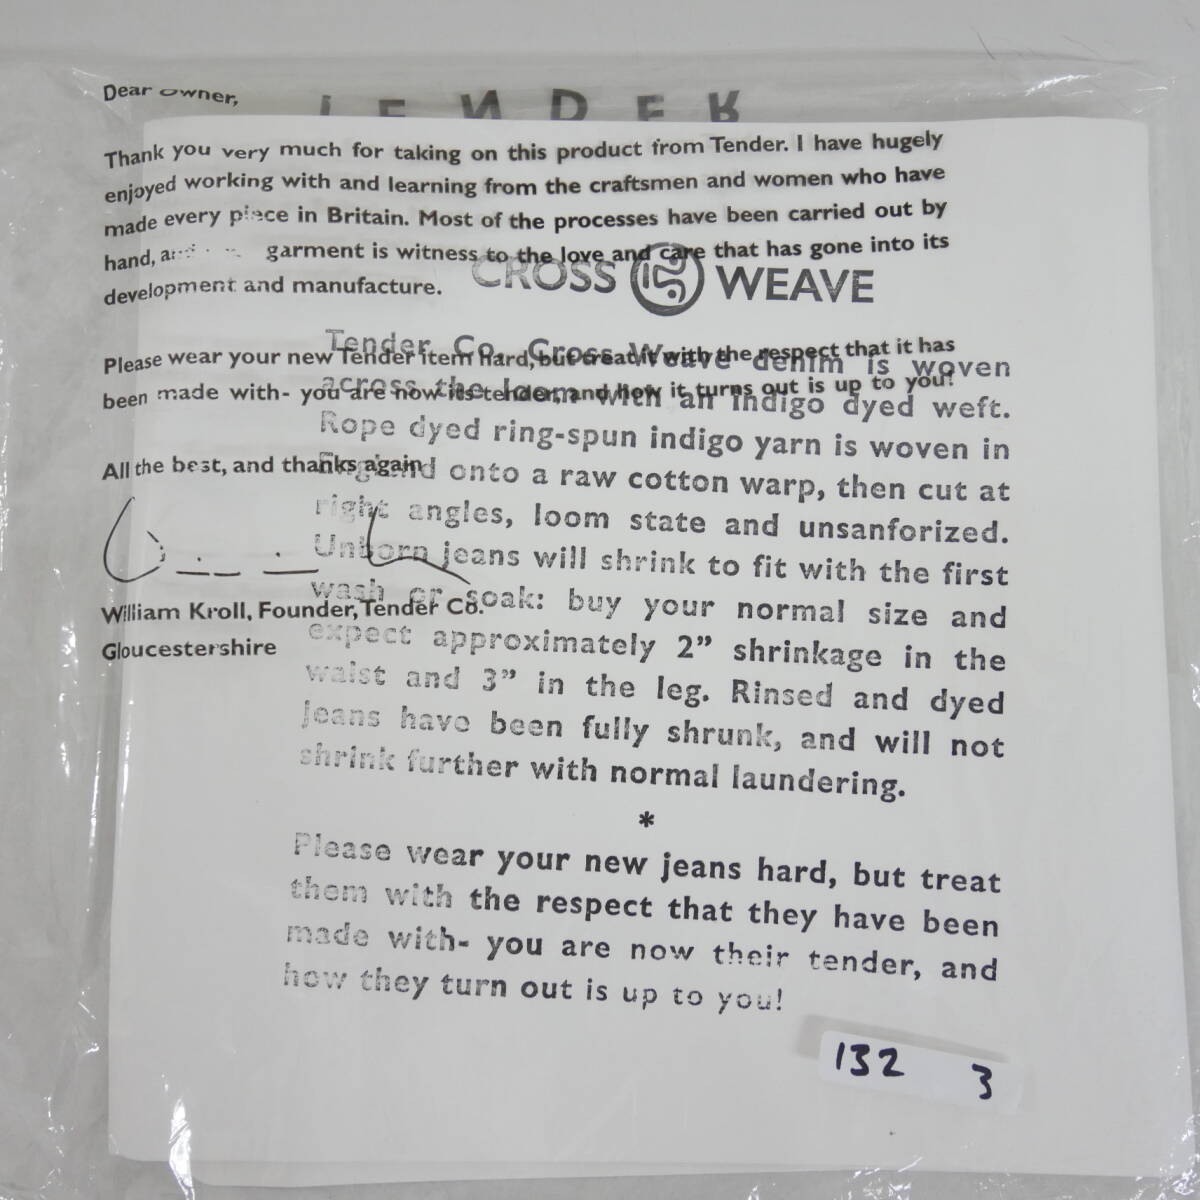 Dear Owner,
TENDER
Thank you very much for taking on this product from Tender. I have hugely
enjoyed working with and learning from the craftsmen and women who have
made every piece in Britain. Most of the processes have been carried out by
hand, garment is witness to the love and care that has gone into its
development and manufacture.
Please wear your new Tender item hard, but treat it with the respect that it has
been made with- you are now its tender, and how it turns out is up to you!
All the best, and thanks again
William Kroll, Founder, Tender Co.
Gloucestershire
CROSS WEAVE
Tender Co. Cross Weave denim is woven
across the loom with an indigo dyed weft.
Rope dyed ring-spun indigo yarn is woven in
England onto a raw cotton warp, then cut at
right angles, loom state and unsanforized.
Unborn jeans will shrink to fit with the first
wash or soak: buy your normal size and
expect approximately 2” shrinkage in the
waist and 3” in the leg. Rinsed and dyed
jeans have been fully shrunk, and will not
shrink further with normal laundering.
*
Please wear your new jeans hard, but treat
them with the respect that they have been
made with- you are now their tender, and
how they turn out is up to you!
132 3